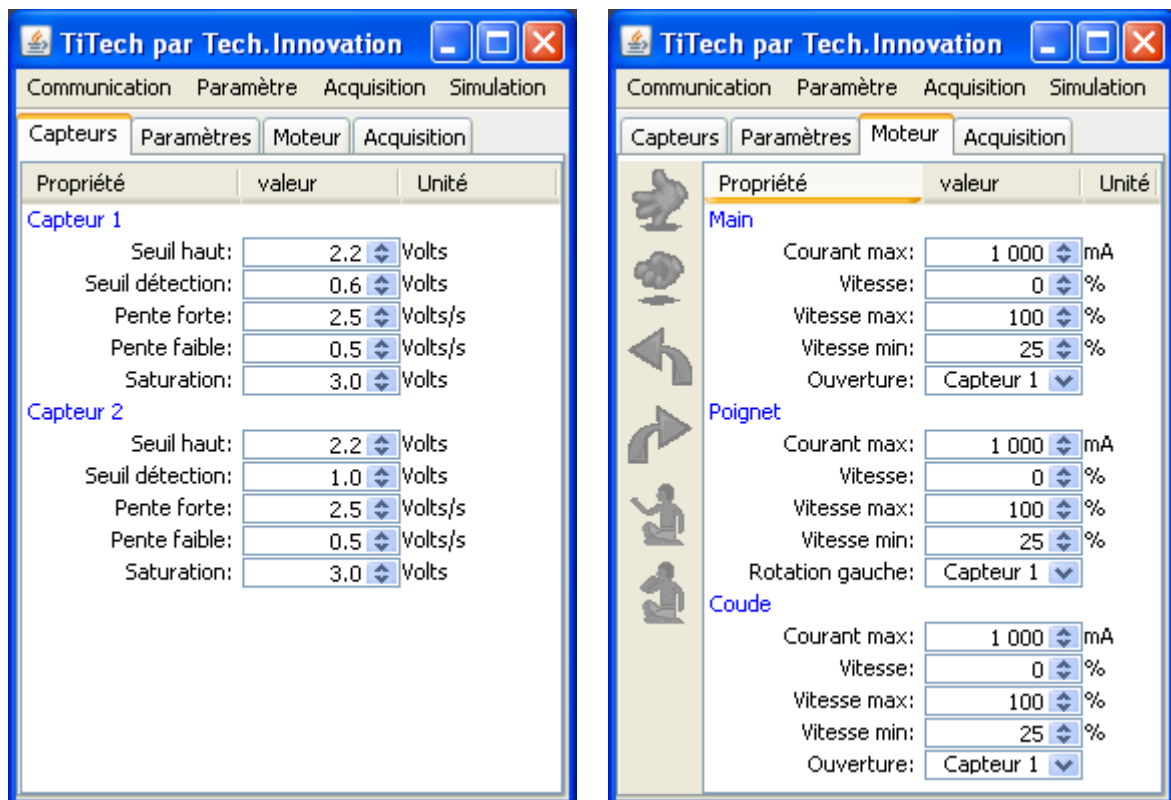 TiTech par Tech.Innovation
Communication Paramètre Acquisition Simulation
Capteurs Paramètres Moteur Acquisition
Propriété valeur Unité
Capteur 1
Seuil haut: 2.2 Volts
Seuil détection: 0.6 Volts
Pente forte: 2.5 Volts/s
Pente faible: 0.5 Volts/s
Saturation: 3.0 Volts
Capteur 2
Seuil haut: 2.2 Volts
Seuil détection: 1.0 Volts
Pente forte: 2.5 Volts/s
Pente faible: 0.5 Volts/s
Saturation: 3.0 Volts
TiTech par Tech.Innovation
Communication Paramètre Acquisition Simulation
Capteurs Paramètres Moteur Acquisition
Propriété valeur Unité
Main
Courant max: 1 000 mA
Vitesse: 0 %
Vitesse max: 100 %
Vitesse min: 25 %
Ouverture: Capteur 1
Poignet
Courant max: 1 000 mA
Vitesse: 0 %
Vitesse max: 100 %
Vitesse min: 25 %
Rotation gauche: Capteur 1
Coude
Courant max: 1 000 mA
Vitesse: 0 %
Vitesse max: 100 %
Vitesse min: 25 %
Ouverture: Capteur 1